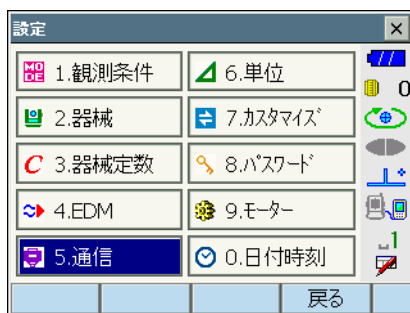 設定
MODE 1.観測条件
2.器械
C 3.器械定数
4.EDM
5.通信
6.単位
7.ｶｽﾀﾏｲｽﾞ
8.ﾊﾟｽﾜｰﾄﾞ
9.ﾓｰﾀｰ
0.日付時刻
0
1
戻る